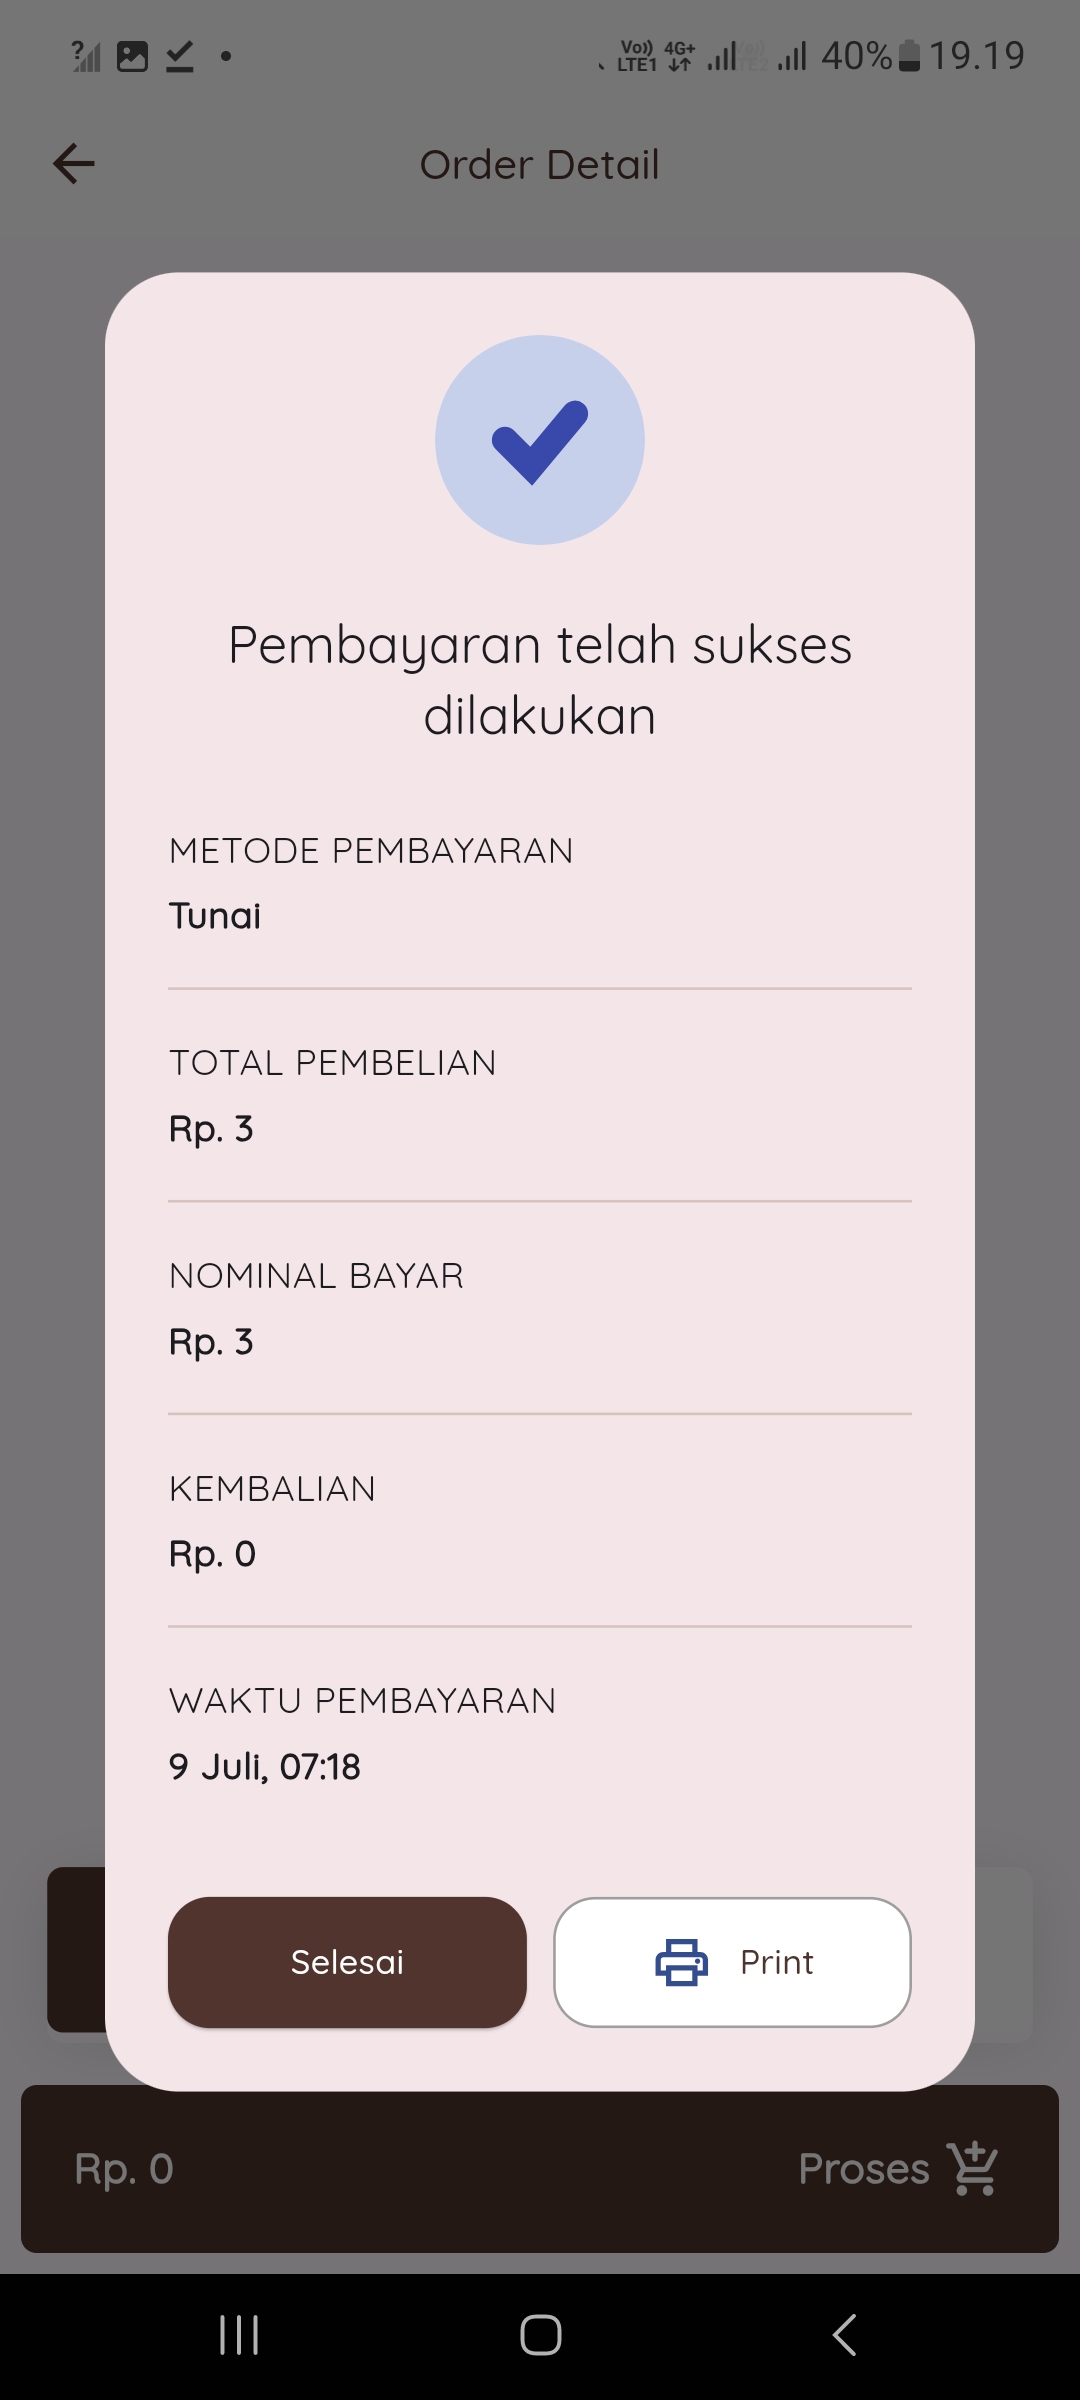 ?
Vo)) LTE1 4G+ 40% 19.19
Order Detail
Pembayaran telah sukses
dilakukan
METODE PEMBAYARAN
Tunai
TOTAL PEMBELIAN
Rp. 3
NOMINAL BAYAR
Rp. 3
KEMBALIAN
Rp. 0
WAKTU PEMBAYARAN
9 Juli, 07:18
Selesai
Print
Rp. 0
Proses